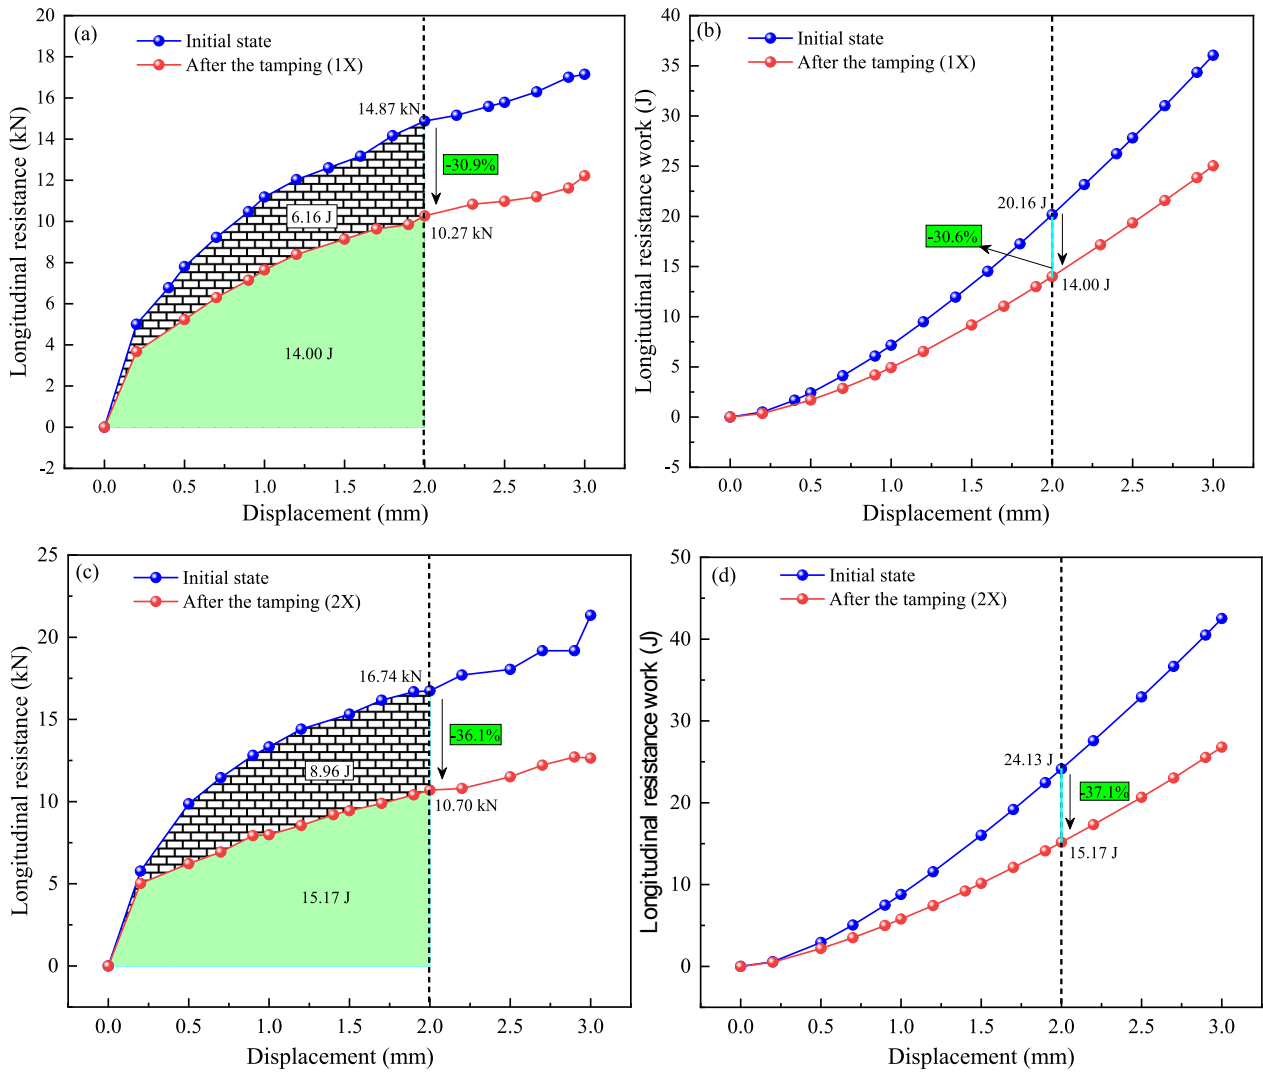 (a)
Initial state
After the tamping (1X)
20
18
16
14
12
10
8
6
4
2
0
-2
Longitudinal resistance (kN)
14.87 kN
-30.9%
6.16 J
10.27 kN
14.00 J
0.0 0.5 1.0 1.5 2.0 2.5 3.0
Displacement (mm)
(b)
Initial state
After the tamping (1X)
40
35
30
25
20
15
10
5
0
-5
Longitudinal resistance work (J)
20.16 J
-30.6%
14.00 J
0.0 0.5 1.0 1.5 2.0 2.5 3.0
Displacement (mm)
(c)
Initial state
After the tamping (2X)
25
20
15
10
5
0
Longitudinal resistance (kN)
16.74 kN
-36.1%
8.96 J
10.70 kN
15.17 J
0.0 0.5 1.0 1.5 2.0 2.5 3.0
Displacement (mm)
(d)
Initial state
After the tamping (2X)
50
40
30
20
10
0
Longitudinal resistance work (J)
24.13 J
-37.1%
15.17 J
0.0 0.5 1.0 1.5 2.0 2.5 3.0
Displacement (mm)